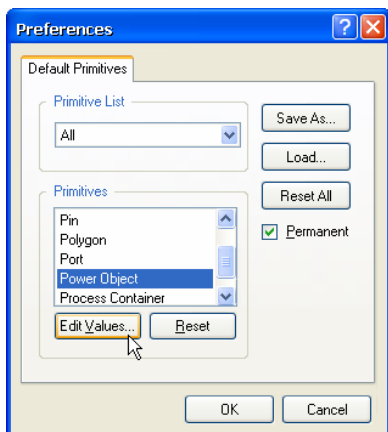 Preferences
Default Primitives
Primitive List
All
Save As...
Load...
Reset All
Permanent
Primitives
Pin
Polygon
Port
Power Object
Process Container
Edit Values...
Reset
OK
Cancel